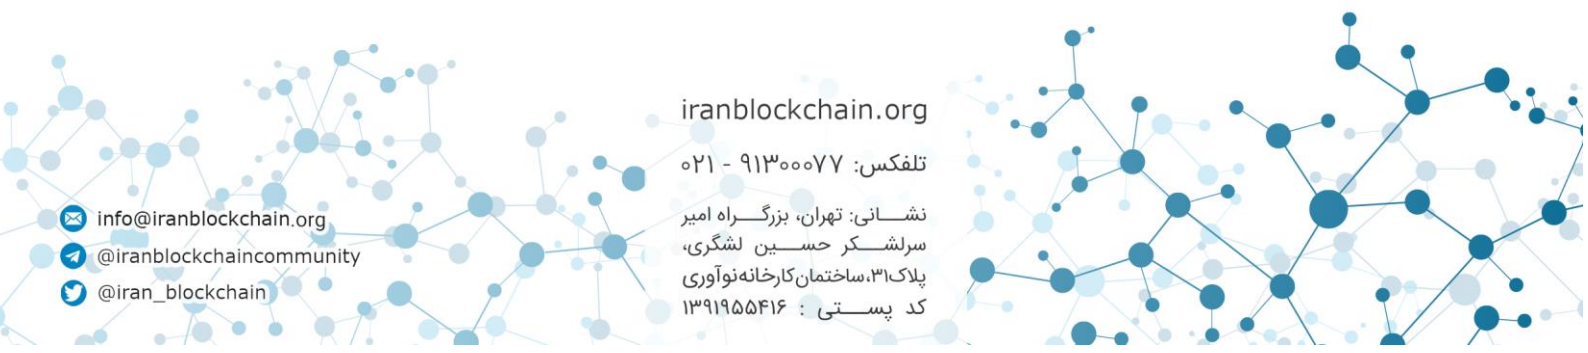 iranblockchain.org
تلفکس: ۹۱۳۰۰۰۷۷ - ۰۲۱
نشـــانی: تهران، بزرگـــراه امیر
سرلشـــکر حســـین لشگری،
پلاک۳۱،ساختمان‌کارخانه‌نوآوری
کد پســـتی : ۱۳۹۱۹۵۵۴۱۶
info@iranblockchain.org
@iranblockchaincommunity
@iran_blockchain